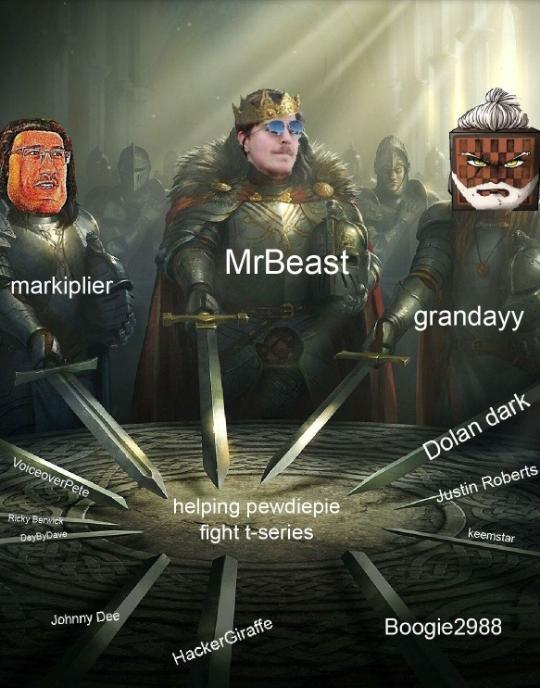 MrBeast
markiplier
grandayy
Dolan dark
VoiceoverPete
Justin Roberts
helping pewdiepie
fight t-series
Ricky Berwick
DayByDave
keemstar
Johnny Dee
HackerGiraffe
Boogie2988